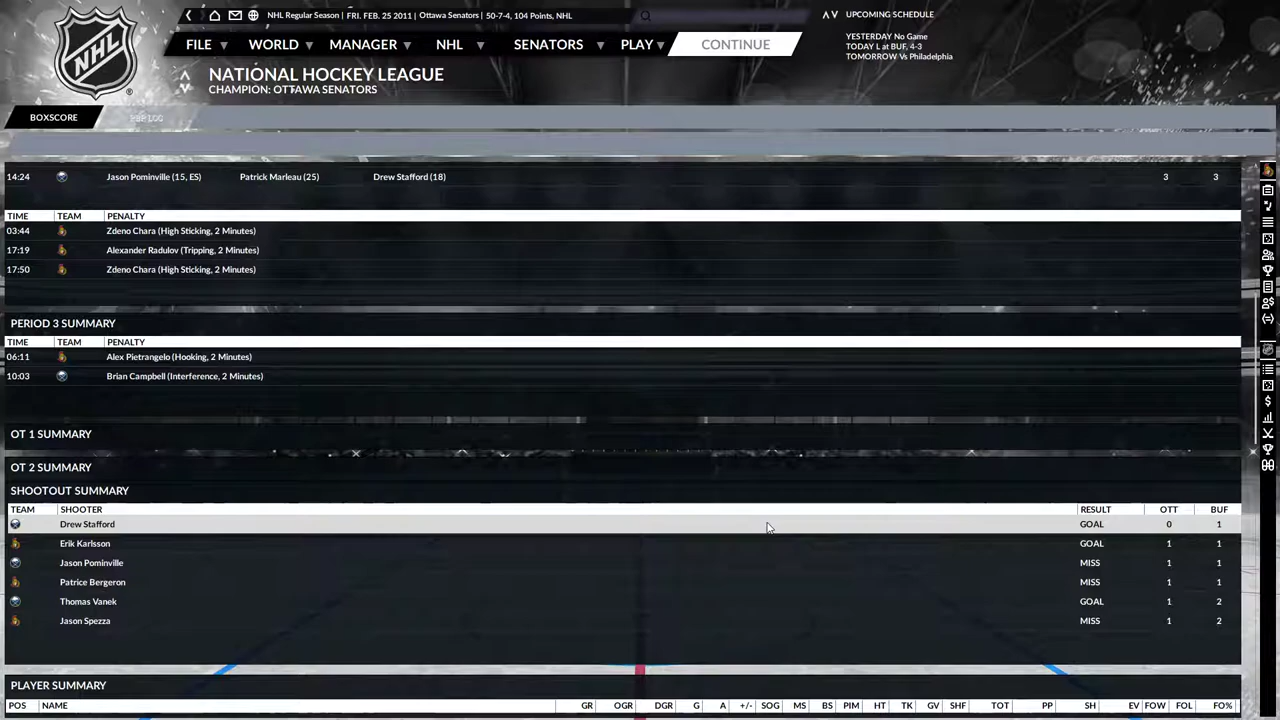 NHL Regular Season | FRI. FEB. 25 2011 | Ottawa Senators | 50-7-4, 104 Points, NHL
UPCOMING SCHEDULE
FILE WORLD MANAGER NHL SENATORS PLAY CONTINUE
YESTERDAY No Game
TODAY L at BUF, 4-3
TOMORROW Vs Philadelphia
NHL
NATIONAL HOCKEY LEAGUE
CHAMPION: OTTAWA SENATORS
BOXSCORE
14:24 Jason Pominville (15, ES) Patrick Marleau (25) Drew Stafford (18) 3 3
TIME TEAM PENALTY
03:44 Zdeno Chara (High Sticking, 2 Minutes)
17:19 Alexander Radulov (Tripping, 2 Minutes)
17:50 Zdeno Chara (High Sticking, 2 Minutes)
PERIOD 3 SUMMARY
TIME TEAM PENALTY
06:11 Alex Pietrangelo (Hooking, 2 Minutes)
10:03 Brian Campbell (Interference, 2 Minutes)
OT 1 SUMMARY
OT 2 SUMMARY
SHOOTOUT SUMMARY
TEAM SHOOTER RESULT OTT BUF
Drew Stafford GOAL 0 1
Erik Karlsson GOAL 1 1
Jason Pominville MISS 1 1
Patrice Bergeron MISS 1 1
Thomas Vanek GOAL 1 2
Jason Spezza MISS 1 2
PLAYER SUMMARY
POS NAME GR OGR DGR G A +/- SOG MS BS PIM HT TK GV SHF TOT PP SH EV FOW FOL FO%